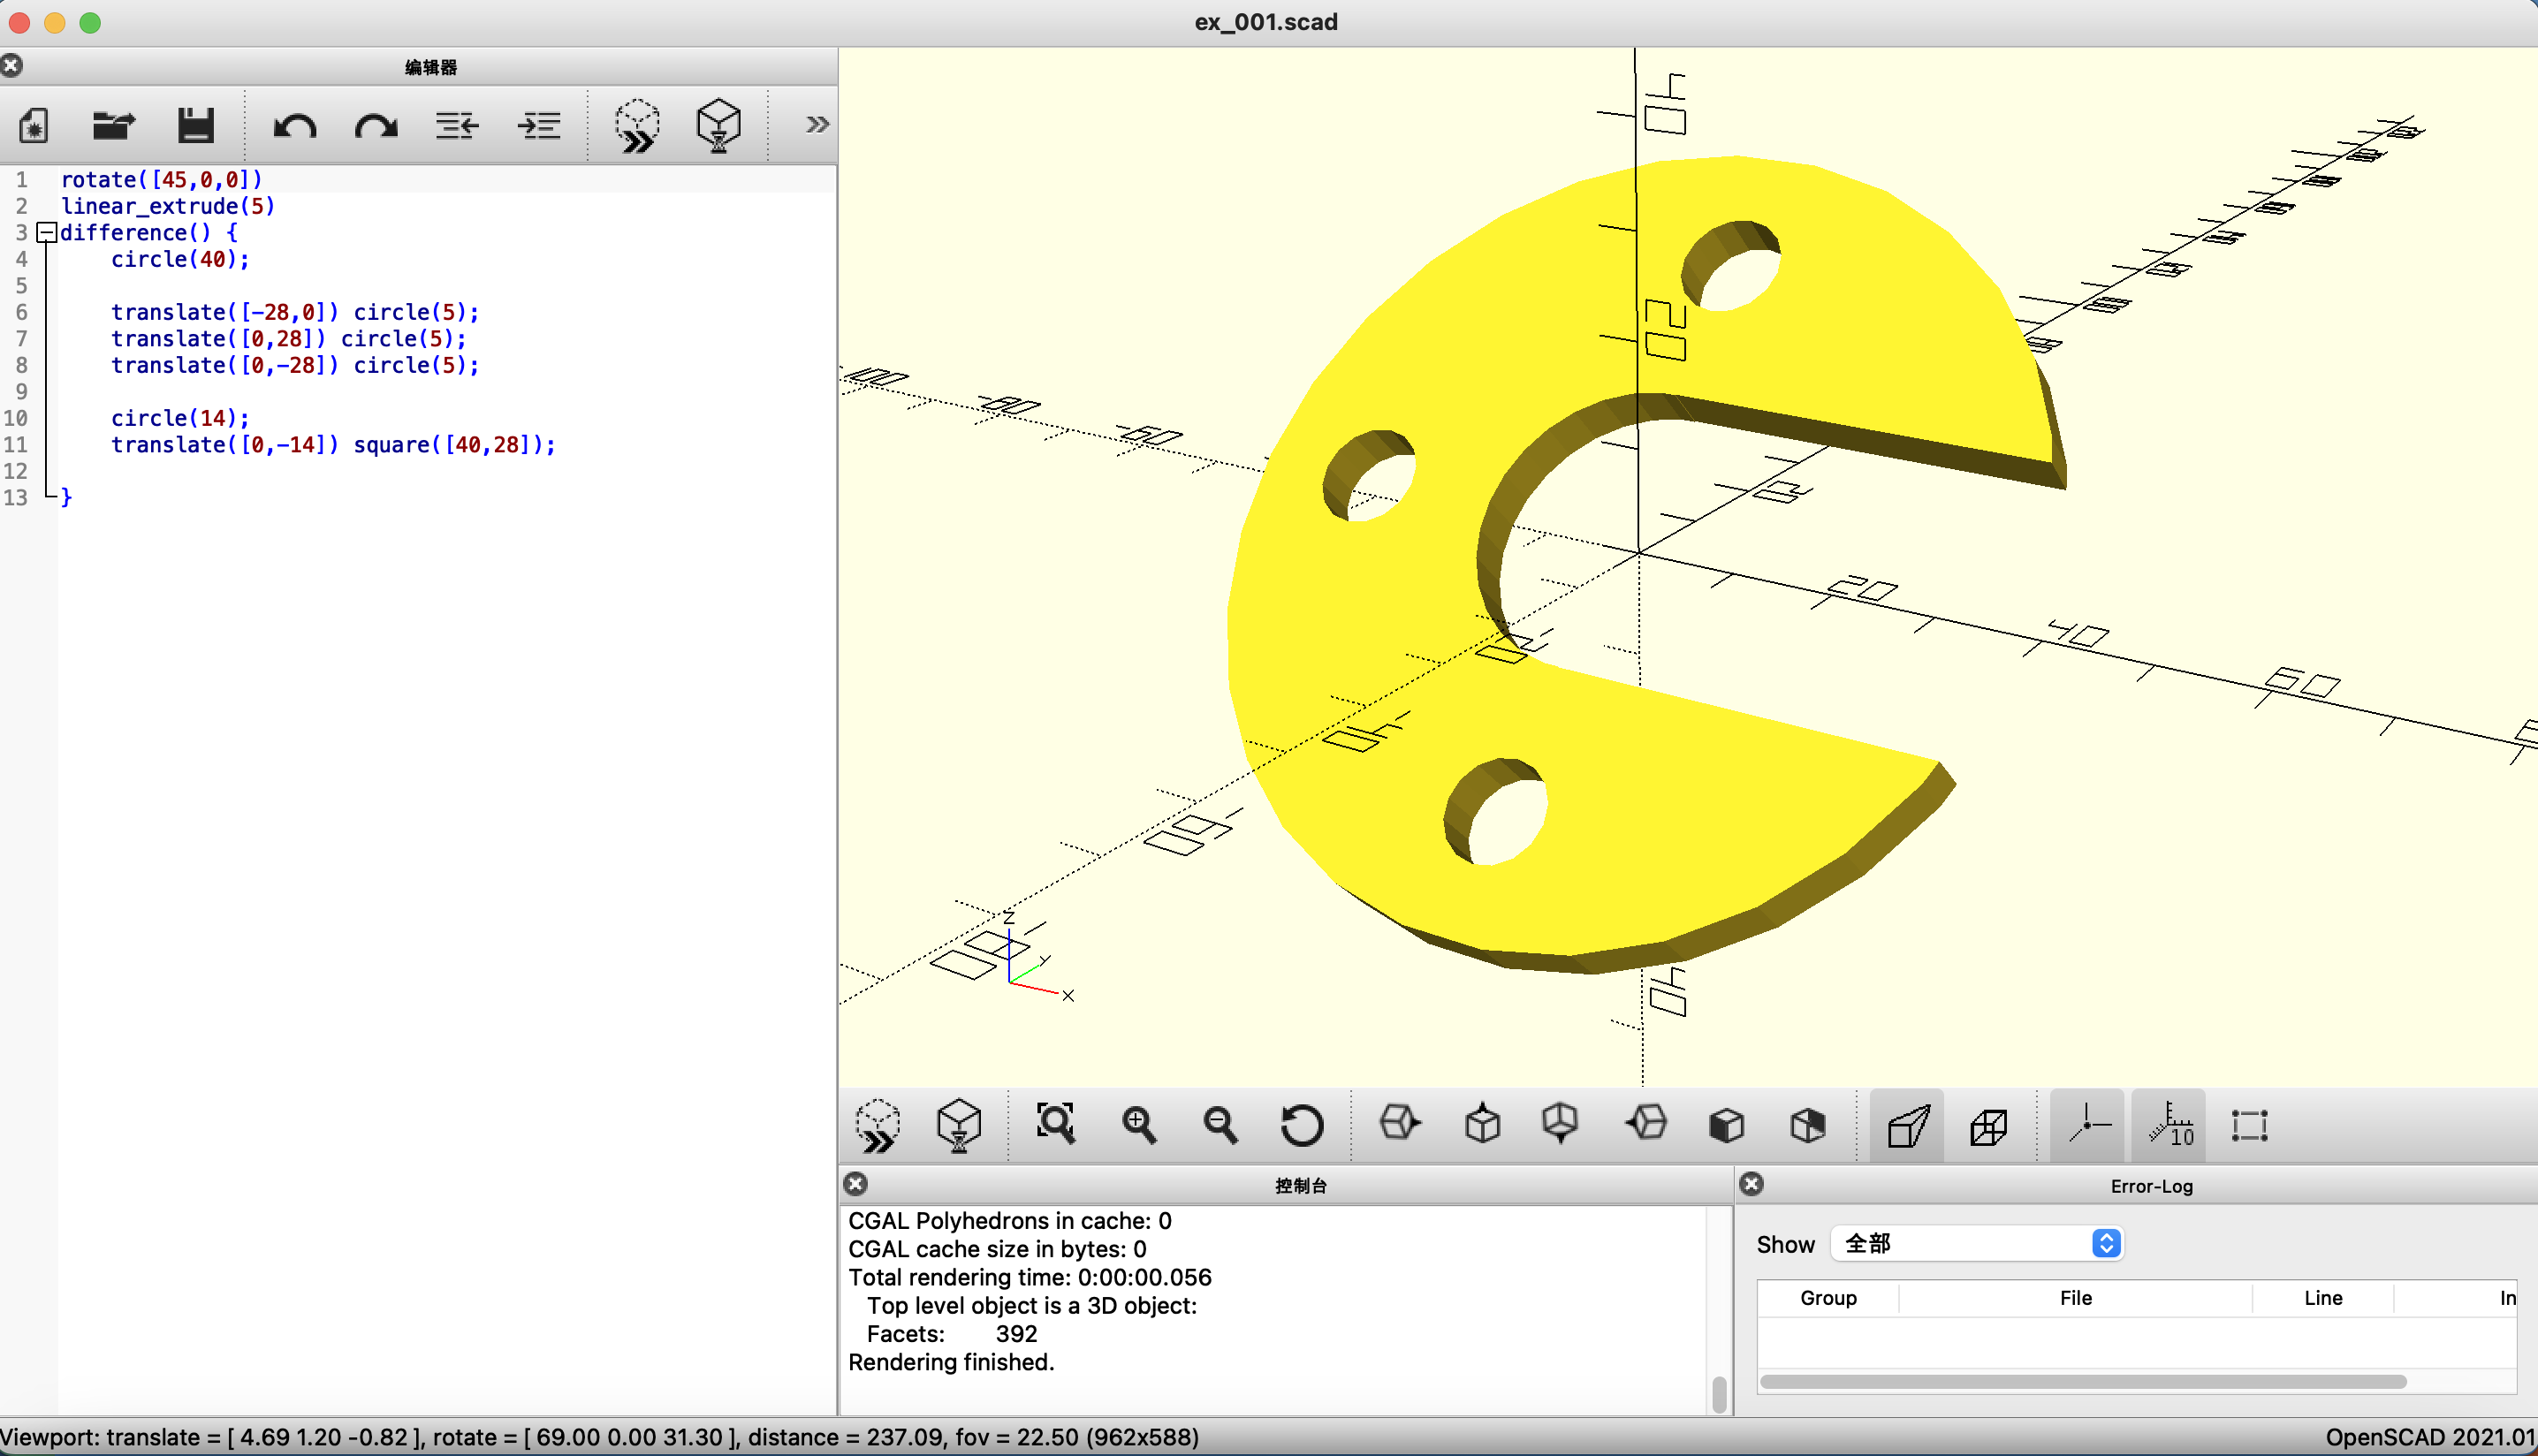 ex_001.scad
编辑器
1 rotate([45,0,0])
2 linear_extrude(5)
3 difference() {
4     circle(40);
5
6     translate([-28,0]) circle(5);
7     translate([0,28]) circle(5);
8     translate([0,-28]) circle(5);
9
10     circle(14);
11     translate([0,-14]) square([40,28]);
12
13 }
40
20
20
-20
-40
-60
-80
20
40
60
-60
-80
-40
Z
Y
X
10
控制台
CGAL Polyhedrons in cache: 0
CGAL cache size in bytes: 0
Total rendering time: 0:00:00.056
Top level object is a 3D object:
Facets: 392
Rendering finished.
Error-Log
Show 全部
Group File Line In
Viewport: translate = [ 4.69 1.20 -0.82 ], rotate = [ 69.00 0.00 31.30 ], distance = 237.09, fov = 22.50 (962x588)
OpenSCAD 2021.01